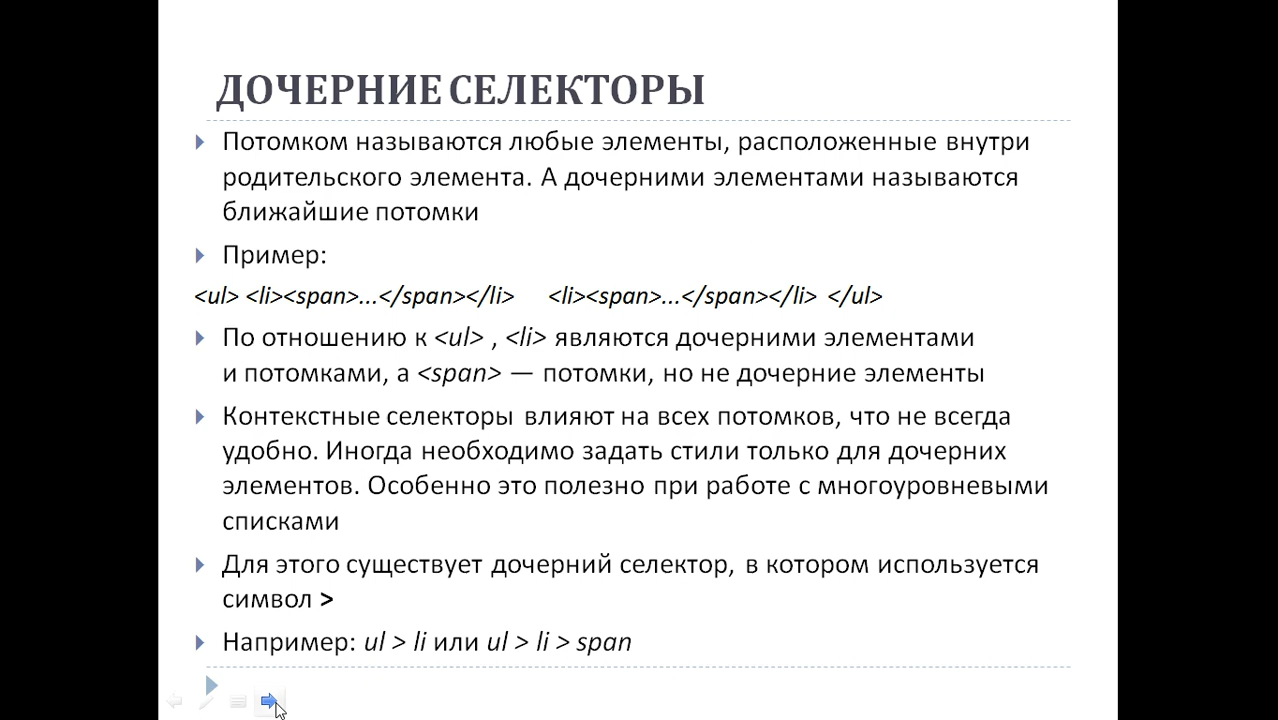 ДОЧЕРНИЕ СЕЛЕКТОРЫ
Потомком называются любые элементы, расположенные внутри
родительского элемента. А дочерними элементами называются
ближайшие потомки
Пример:
<ul> <li><span>...</span></li> <li><span>...</span></li> </ul>
По отношению к <ul> , <li> являются дочерними элементами
и потомками, а <span> — потомки, но не дочерние элементы
Контекстные селекторы влияют на всех потомков, что не всегда
удобно. Иногда необходимо задать стили только для дочерних
элементов. Особенно это полезно при работе с многоуровневыми
списками
Для этого существует дочерний селектор, в котором используется
символ >
Например: ul > li или ul > li > span